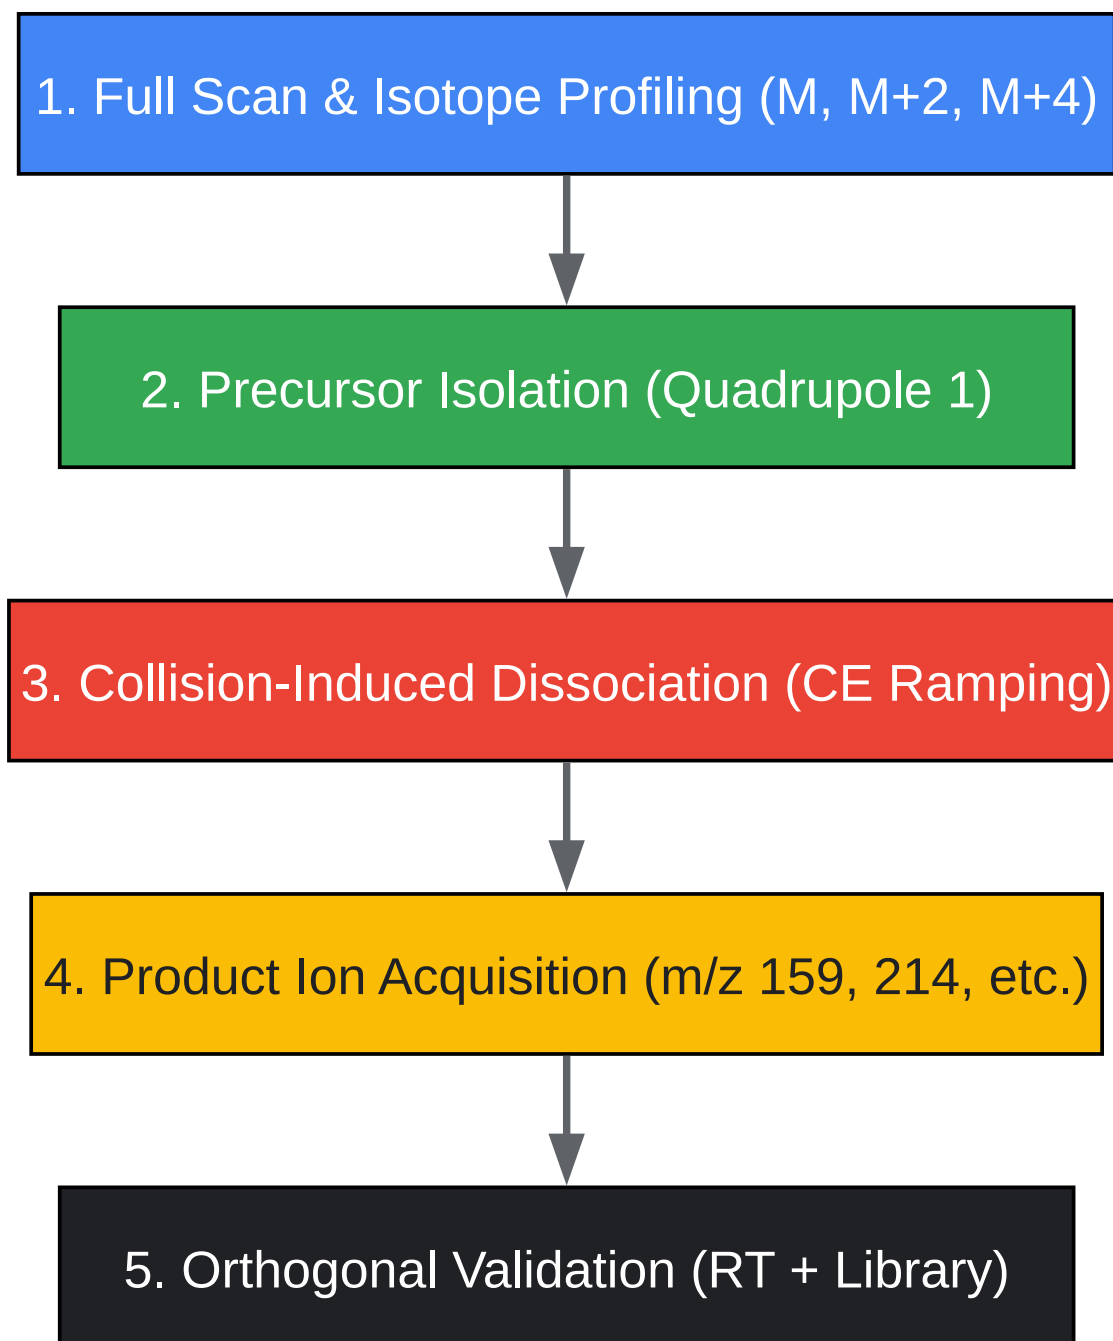 1. Full Scan & Isotope Profiling (M, M+2, M+4)
2. Precursor Isolation (Quadrupole 1)
3. Collision-Induced Dissociation (CE Ramping)
4. Product Ion Acquisition (m/z 159, 214, etc.)
5. Orthogonal Validation (RT + Library)